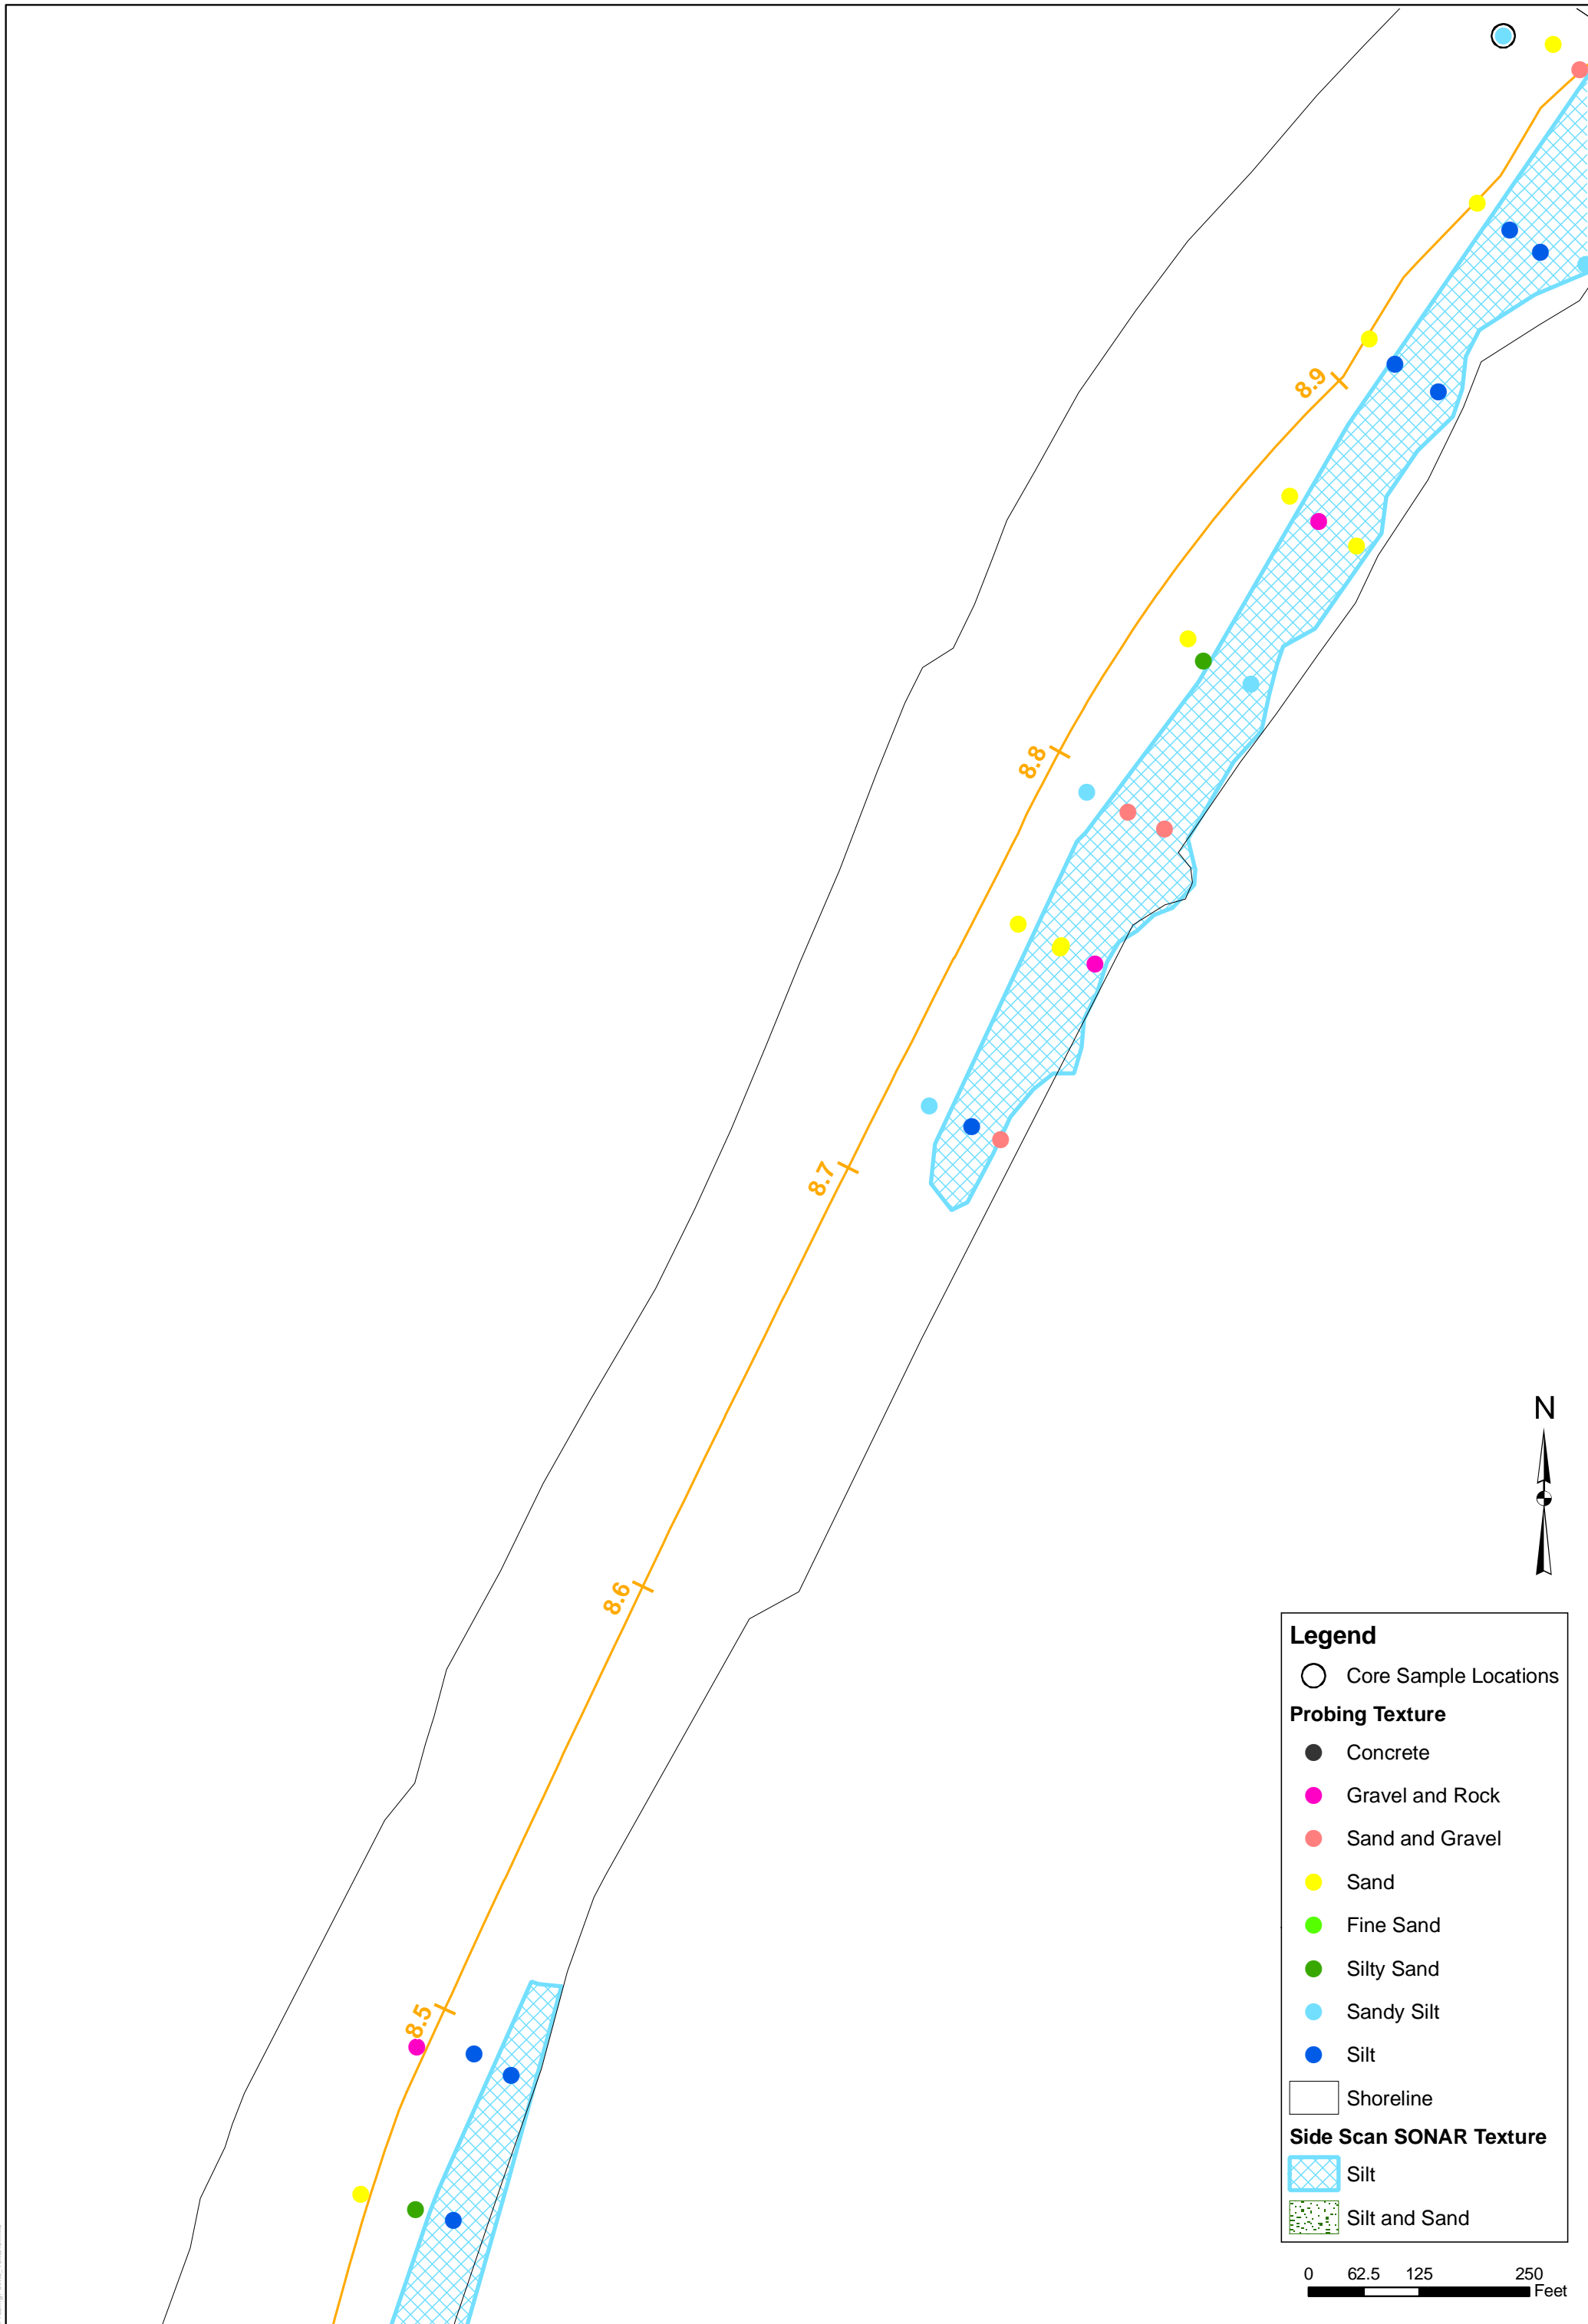 8.9
8.8
8.7
8.6
8.5
N
Legend
Core Sample Locations
Probing Texture
Concrete
Gravel and Rock
Sand and Gravel
Sand
Fine Sand
Silty Sand
Sandy Silt
Silt
Shoreline
Side Scan SONAR Texture
Silt
Silt and Sand
0 62.5 125 250
Feet